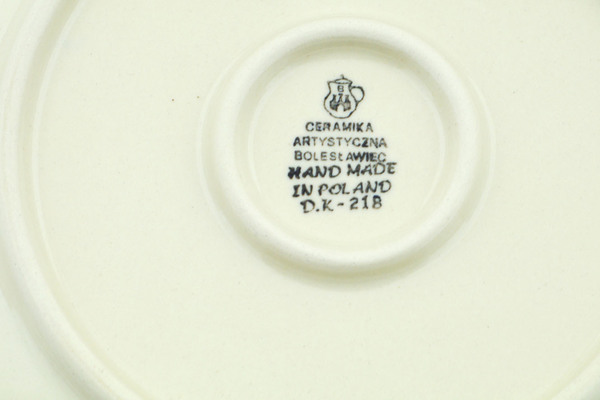 B
CERAMIKA
ARTYSTYCZNA
BOLESŁAWIEC
HAND MADE
IN POLAND
D.K-218